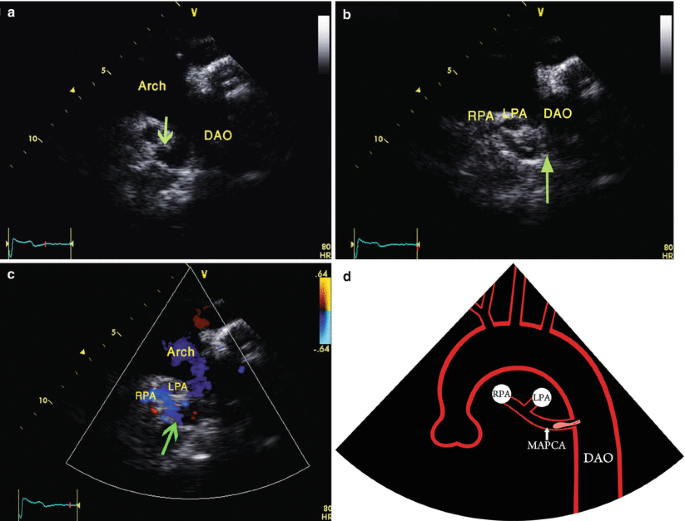 a
V
5
Arch
DAO
10
80
HR
b
V
5
RPA LPA DAO
10
80
HR
c
V
.64
-.64
5
Arch
LPA
RPA
10
80
HR
d
RPA
LPA
MAPCA
DAO